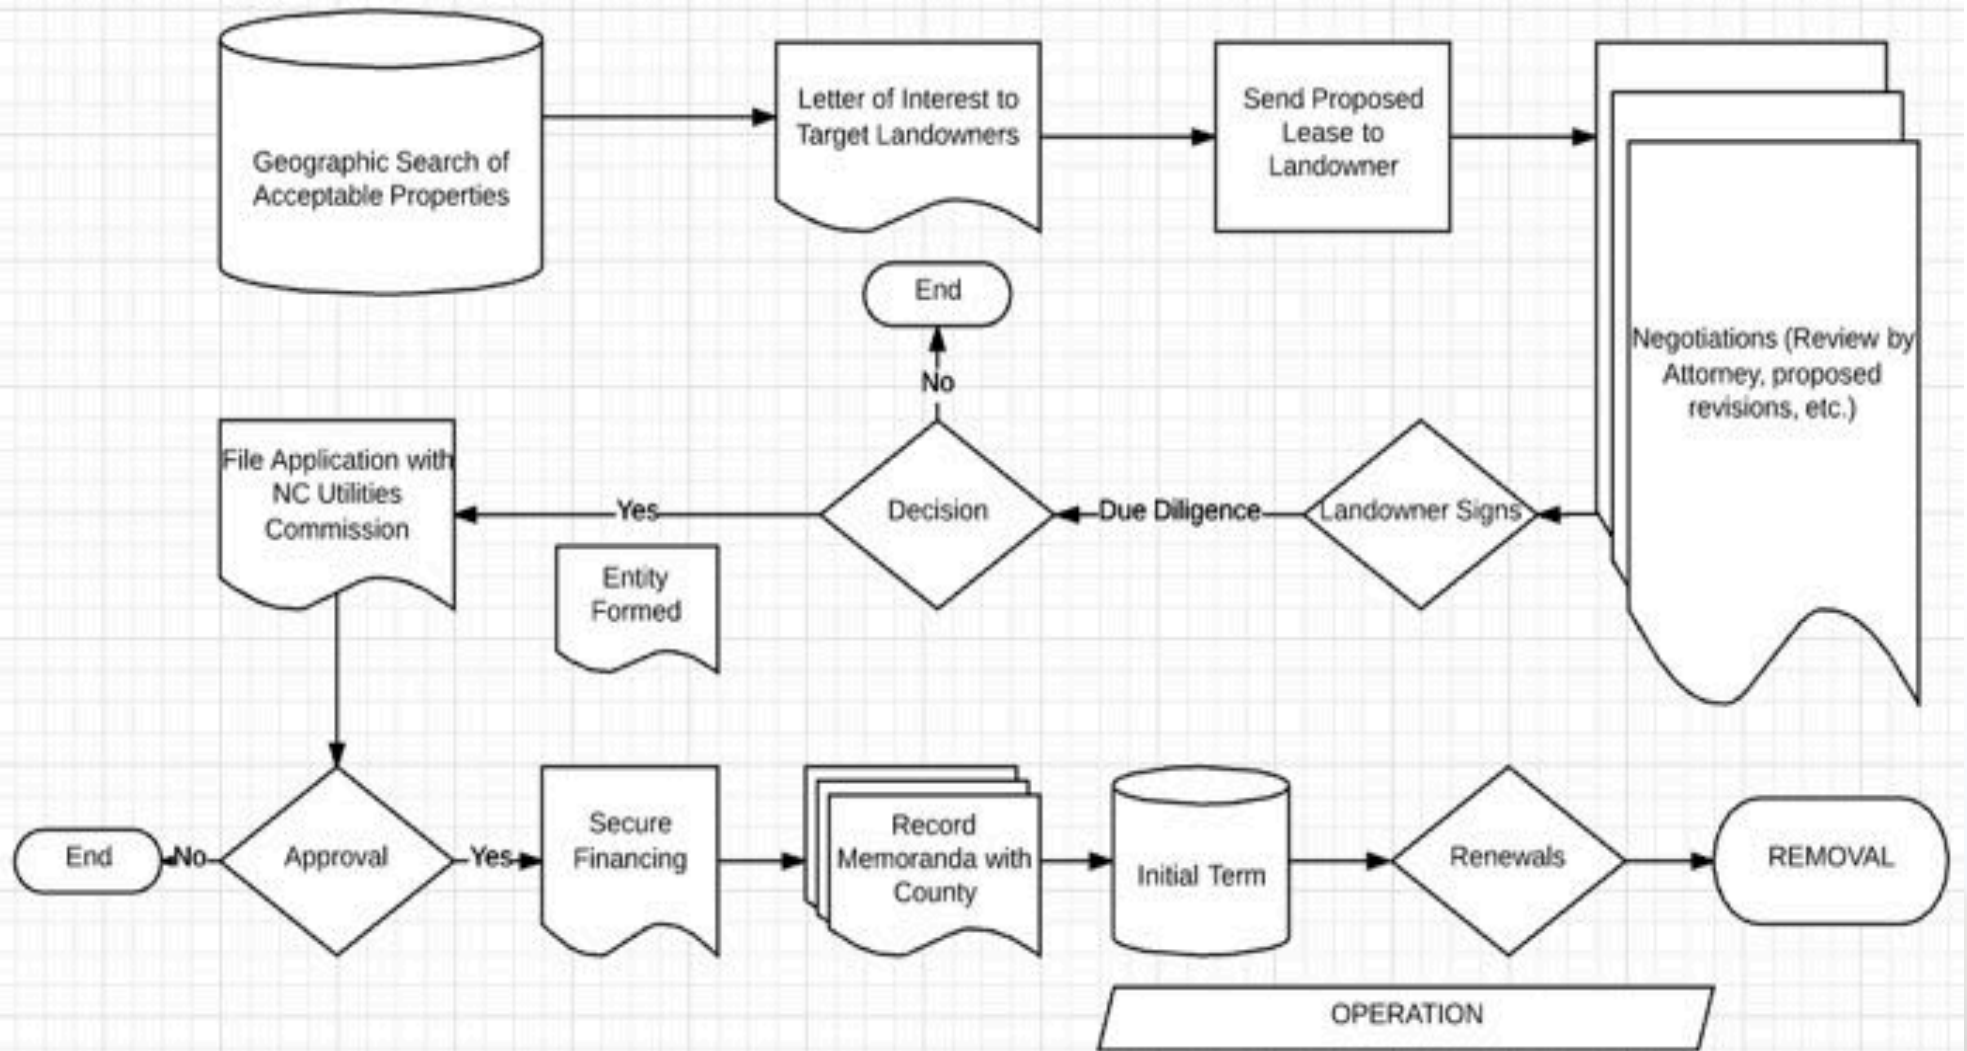 Geographic Search of
Acceptable Properties
Letter of Interest to
Target Landowners
Send Proposed
Lease to
Landowner
Negotiations (Review by
Attorney, proposed
revisions, etc.)
End
No
File Application with
NC Utilities
Commission
Yes
Decision
Due Diligence
Landowner Signs
Entity
Formed
End
No
Approval
Yes
Secure
Financing
Record
Memoranda with
County
Initial Term
Renewals
REMOVAL
OPERATION